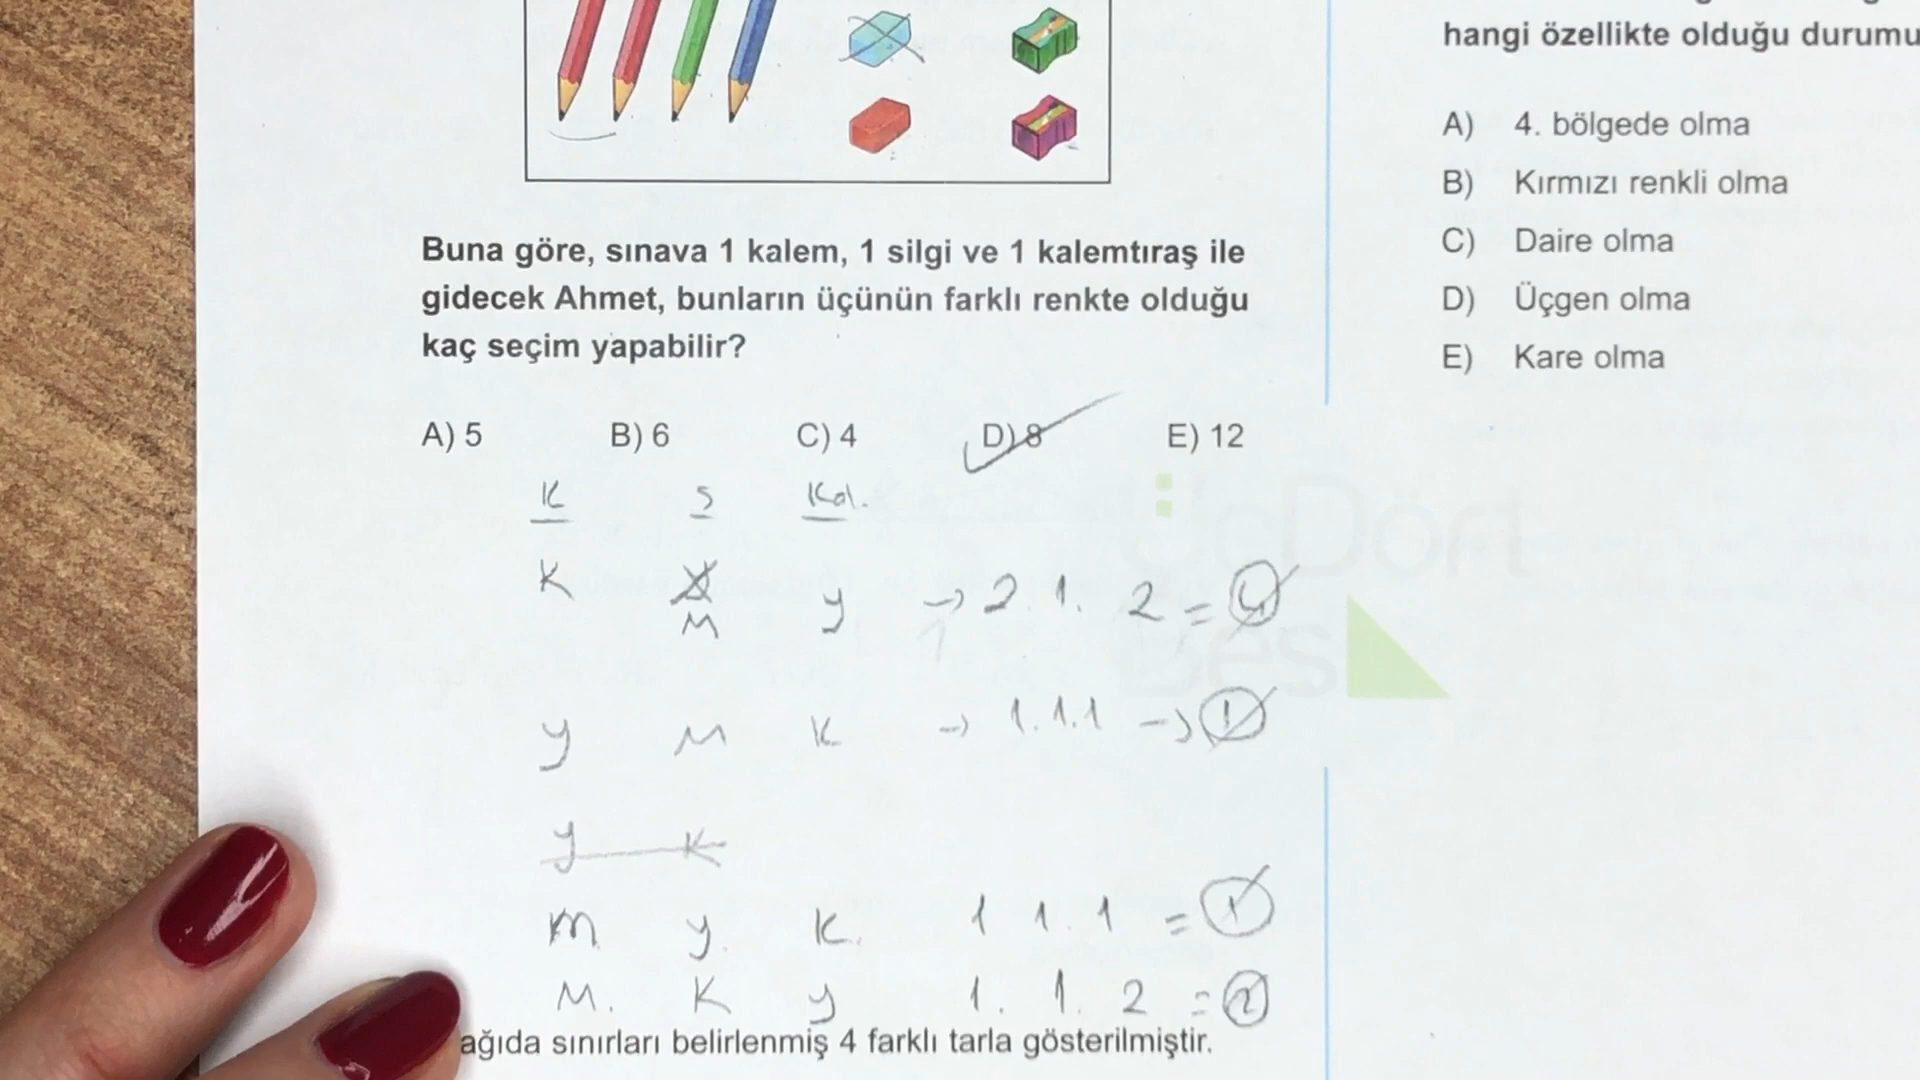 hangi özellikte olduğu durumu
A) 4. bölgede olma
B) Kırmızı renkli olma
C) Daire olma
D) Üçgen olma
E) Kare olma
Buna göre, sınava 1 kalem, 1 silgi ve 1 kalemtıraş ile
gidecek Ahmet, bunların üçünün farklı renkte olduğu
kaç seçim yapabilir?
A) 5 B) 6 C) 4 D) 8 E) 12
K S Kal.
K M y → 2. 1. 2 = 4
y M K → 1.1.1 → 1
y K
m y. K. 1 1. 1 = 1
M. K y 1. 1. 2 = 2
ağıda sınırları belirlenmiş 4 farklı tarla gösterilmiştir.
ÜçDört
Beş